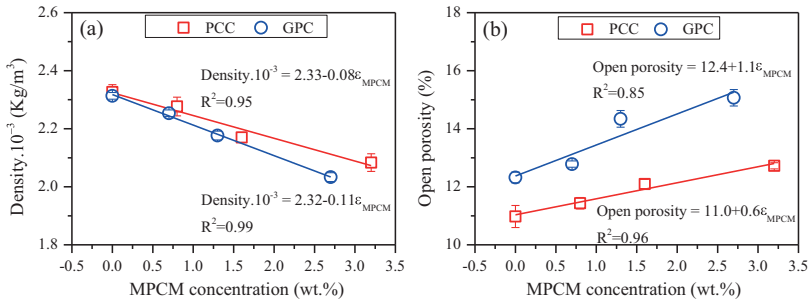 (a)
PCC
GPC
Density.10⁻³ = 2.33-0.08ε_MPCM
R²=0.95
Density.10⁻³ = 2.32-0.11ε_MPCM
R²=0.99
Density.10⁻³ (Kg/m³)
2.6
2.4
2.2
2.0
1.8
-0.5 0.0 0.5 1.0 1.5 2.0 2.5 3.0 3.5
MPCM concentration (wt.%)
(b)
PCC
GPC
Open porosity = 12.4+1.1ε_MPCM
R²=0.85
Open porosity = 11.0+0.6ε_MPCM
R²=0.96
Open porosity (%)
18
16
14
12
10
-0.5 0.0 0.5 1.0 1.5 2.0 2.5 3.0 3.5
MPCM concentration (wt.%)